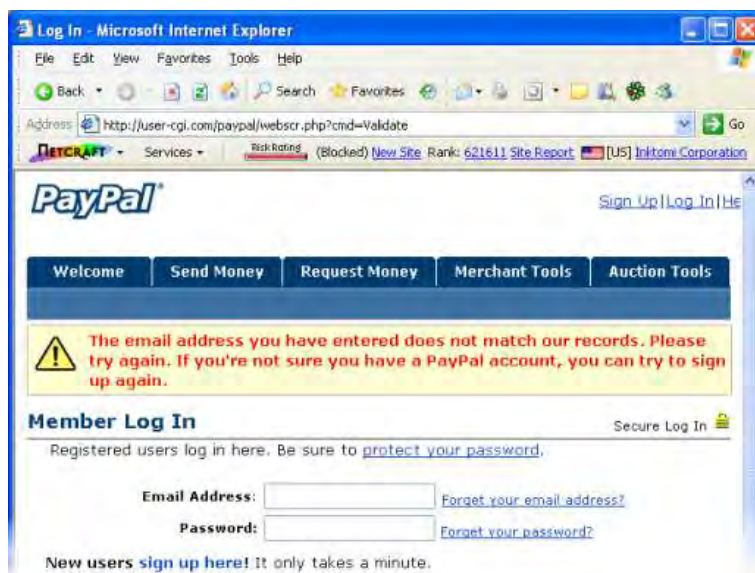 Log In - Microsoft Internet Explorer
File Edit View Favorites Tools Help
Back Search Favorites
Address http://user-cgi.com/paypal/webscr.php?cmd=Validate Go
NETCRAFT Services Risk Rating (Blocked) New Site Rank: 621611 Site Report [US] Inktomi Corporation
PayPal Sign Up | Log In | He
Welcome Send Money Request Money Merchant Tools Auction Tools
The email address you have entered does not match our records. Please
try again. If you're not sure you have a PayPal account, you can try to sign
up again.
Member Log In Secure Log In
Registered users log in here. Be sure to protect your password.
Email Address: Forget your email address?
Password: Forget your password?
New users sign up here! It only takes a minute.